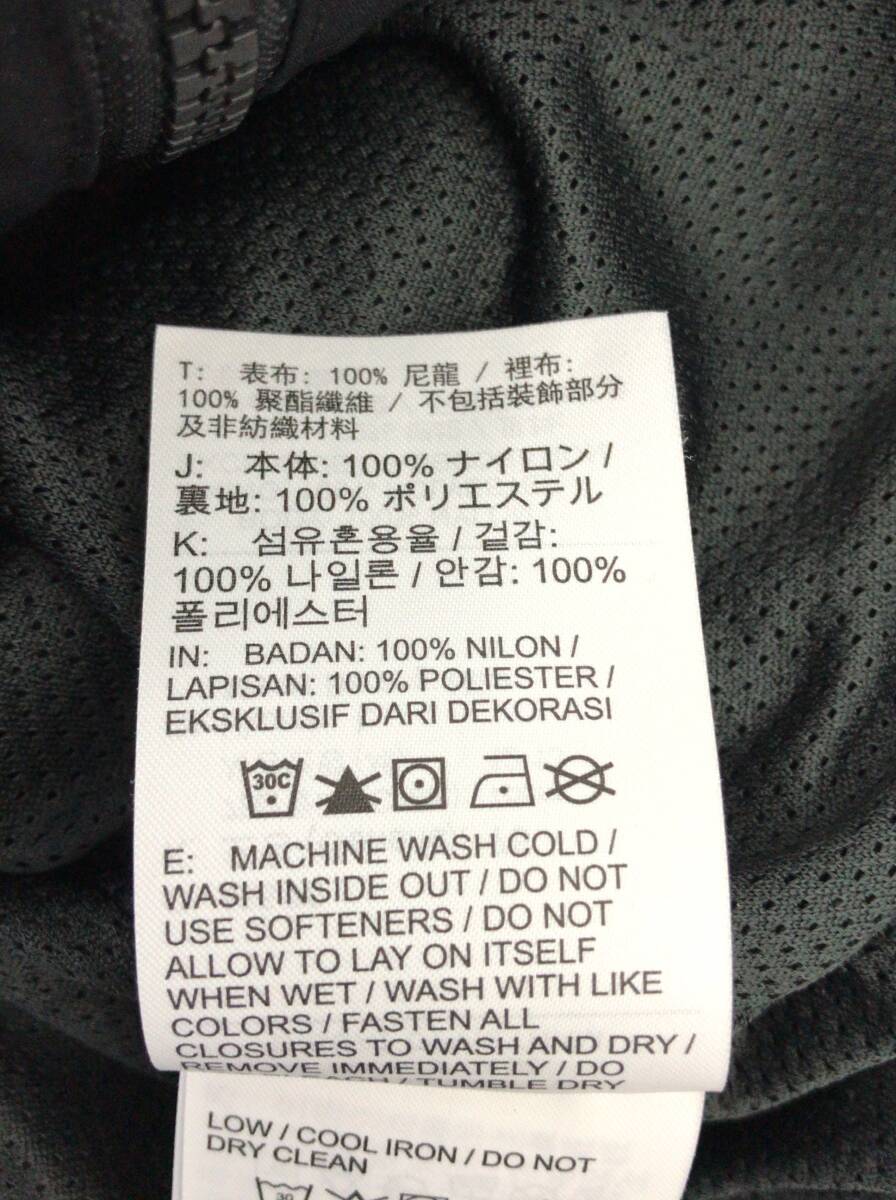 T: 表布: 100% 尼龍 / 裡布:
100% 聚酯纖維 / 不包括裝飾部分
及非紡織材料
J: 本体: 100% ナイロン /
裏地: 100% ポリエステル
K: 섬유혼용율 / 겉감:
100% 나일론 / 안감: 100%
폴리에스터
IN: BADAN: 100% NILON /
LAPISAN: 100% POLIESTER /
EKSKLUSIF DARI DEKORASI
30C
E: MACHINE WASH COLD /
WASH INSIDE OUT / DO NOT
USE SOFTENERS / DO NOT
ALLOW TO LAY ON ITSELF
WHEN WET / WASH WITH LIKE
COLORS / FASTEN ALL
CLOSURES TO WASH AND DRY /
REMOVE IMMEDIATELY / DO
/ TUMBLE DRY
LOW / COOL IRON / DO NOT
DRY CLEAN
30